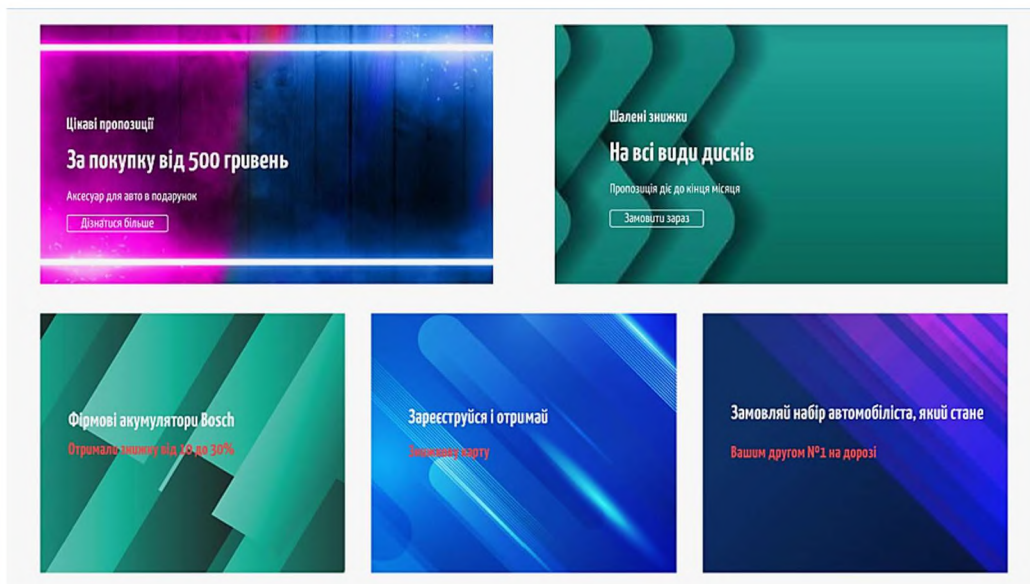 Цікаві пропозиції
За покупку від 500 гривень
Аксесуар для авто в подарунок
Дізнатися більше
Шалені знижки
На всі види дисків
Пропозиція діє до кінця місяця
Замовити зараз
Фірмові акумулятори Bosch
Отримали знижку від 10 до 30%
Зареєструйся і отримай
Знижкову карту
Замовляй набір автомобіліста, який стане
Вашим другом №1 на дорозі